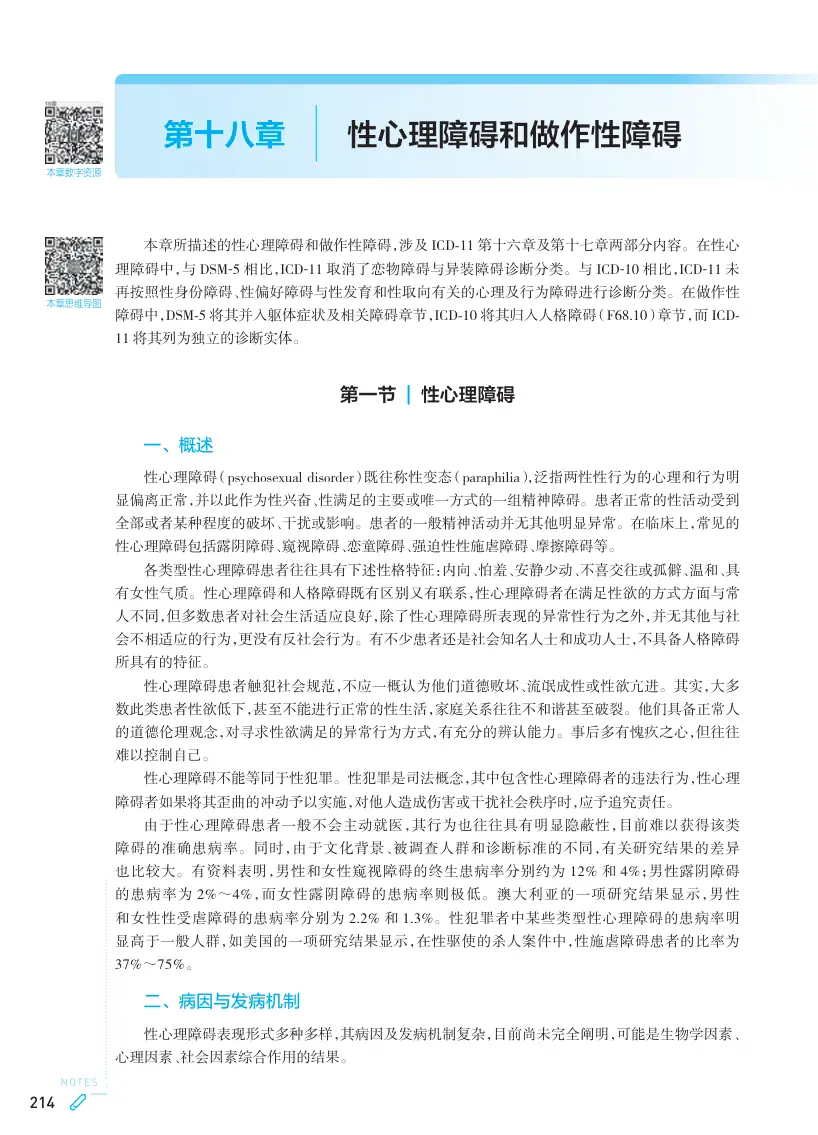 第十八章 性心理障碍和做作性障碍
本章数字资源
本章思维导图
本章所描述的性心理障碍和做作性障碍,涉及 ICD-11 第十六章及第十七章两部分内容。在性心
理障碍中,与 DSM-5 相比,ICD-11 取消了恋物障碍与异装障碍诊断分类。与 ICD-10 相比,ICD-11 未
再按照性身份障碍、性偏好障碍与性发育和性取向有关的心理及行为障碍进行诊断分类。在做作性
障碍中,DSM-5 将其并入躯体症状及相关障碍章节,ICD-10 将其归入人格障碍(F68.10)章节,而 ICD-
11 将其列为独立的诊断实体。
第一节 | 性心理障碍
一、概述
性心理障碍(psychosexual disorder)既往称性变态(paraphilia),泛指两性性行为的心理和行为明
显偏离正常,并以此作为性兴奋、性满足的主要或唯一方式的一组精神障碍。患者正常的性活动受到
全部或者某种程度的破坏、干扰或影响。患者的一般精神活动并无其他明显异常。在临床上,常见的
性心理障碍包括露阴障碍、窥视障碍、恋童障碍、强迫性性施虐障碍、摩擦障碍等。
各类型性心理障碍患者往往具有下述性格特征:内向、怕羞、安静少动、不喜交往或孤僻、温和、具
有女性气质。性心理障碍和人格障碍既有区别又有联系,性心理障碍者在满足性欲的方式方面与常
人不同,但多数患者对社会生活适应良好,除了性心理障碍所表现的异常性行为之外,并无其他与社
会不相适应的行为,更没有反社会行为。有不少患者还是社会知名人士和成功人士,不具备人格障碍
所具有的特征。
性心理障碍患者触犯社会规范,不应一概认为他们道德败坏、流氓成性或性欲亢进。其实,大多
数此类患者性欲低下,甚至不能进行正常的性生活,家庭关系往往不和谐甚至破裂。他们具备正常人
的道德伦理观念,对寻求性欲满足的异常行为方式,有充分的辨认能力。事后多有愧疚之心,但往往
难以控制自己。
性心理障碍不能等同于性犯罪。性犯罪是司法概念,其中包含性心理障碍者的违法行为,性心理
障碍者如果将其歪曲的冲动予以实施,对他人造成伤害或干扰社会秩序时,应予追究责任。
由于性心理障碍患者一般不会主动就医,其行为也往往具有明显隐蔽性,目前难以获得该类
障碍的准确患病率。同时,由于文化背景、被调查人群和诊断标准的不同,有关研究结果的差异
也比较大。有资料表明,男性和女性窥视障碍的终生患病率分别约为 12% 和 4%;男性露阴障碍
的患病率为 2%～4%,而女性露阴障碍的患病率则极低。澳大利亚的一项研究结果显示,男性
和女性性受虐障碍的患病率分别为 2.2% 和 1.3%。性犯罪者中某些类型性心理障碍的患病率明
显高于一般人群,如美国的一项研究结果显示,在性驱使的杀人案件中,性施虐障碍患者的比率为
37%～75%。
二、病因与发病机制
性心理障碍表现形式多种多样,其病因及发病机制复杂,目前尚未完全阐明,可能是生物学因素、
心理因素、社会因素综合作用的结果。
NOTES
214